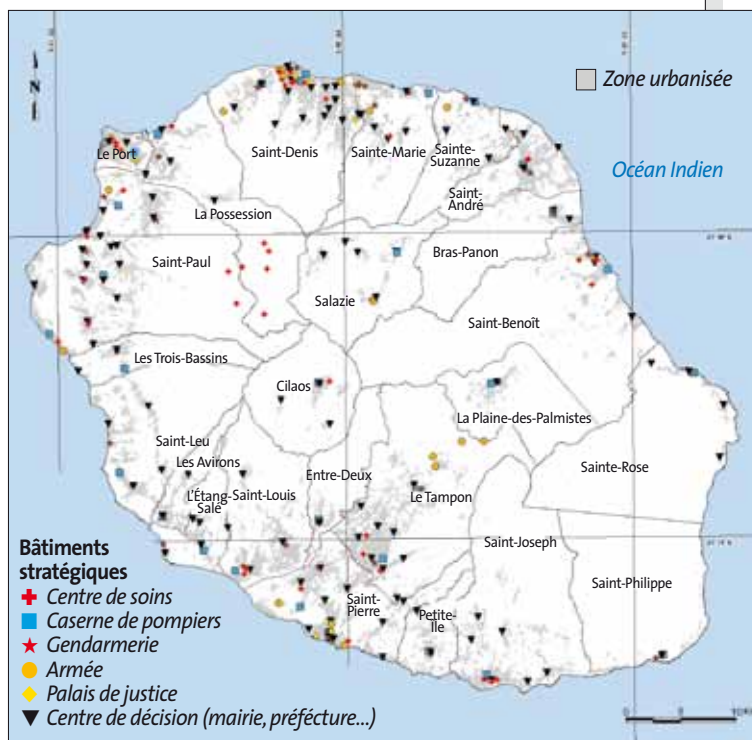 N
Zone urbanisée
Océan Indien
Le Port
Saint-Denis
Sainte-Marie
Sainte-
Suzanne
Saint-
André
La Possession
Saint-Paul
Salazie
Bras-Panon
Saint-Benoît
Les Trois-Bassins
Cilaos
La Plaine-des-Palmistes
Saint-Leu
Les Avirons
Entre-Deux
Sainte-Rose
L'Étang-
Salé
Saint-Louis
Le Tampon
Saint-Joseph
Saint-Philippe
Saint-
Pierre
Petite-
Ile
Bâtiments
stratégiques
Centre de soins
Caserne de pompiers
Gendarmerie
Armée
Palais de justice
Centre de décision (mairie, préfécture...)